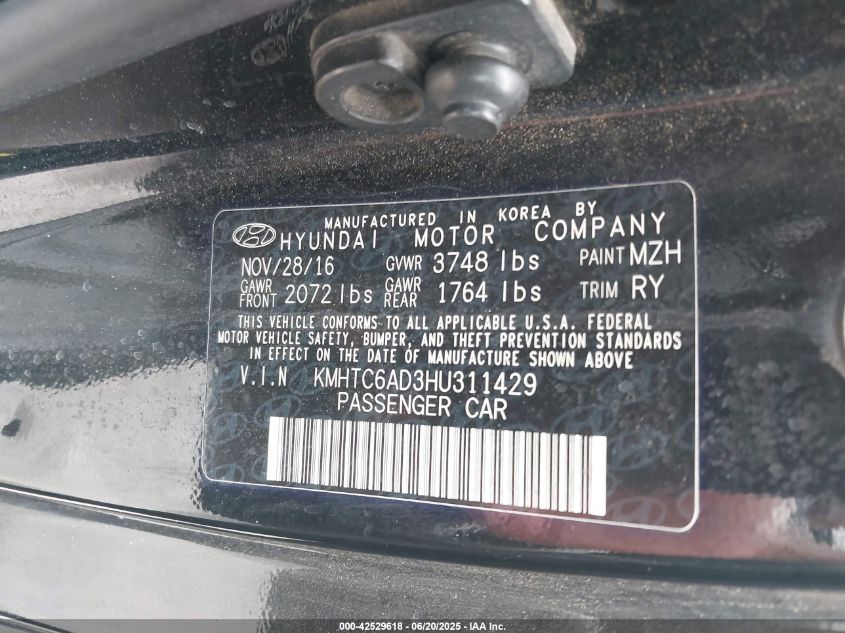 MANUFACTURED IN KOREA BY
HYUNDAI MOTOR COMPANY
NOV/28/16 GVWR 3748 lbs PAINT MZH
GAWR FRONT 2072 lbs GAWR REAR 1764 lbs TRIM RY
THIS VEHICLE CONFORMS TO ALL APPLICABLE U.S.A. FEDERAL
MOTOR VEHICLE SAFETY, BUMPER, AND THEFT PREVENTION STANDARDS
IN EFFECT ON THE DATE OF MANUFACTURE SHOWN ABOVE
V.I.N KMHTC6AD3HU311429
PASSENGER CAR
000-42529618 - 06/20/2025 - IAA Inc.